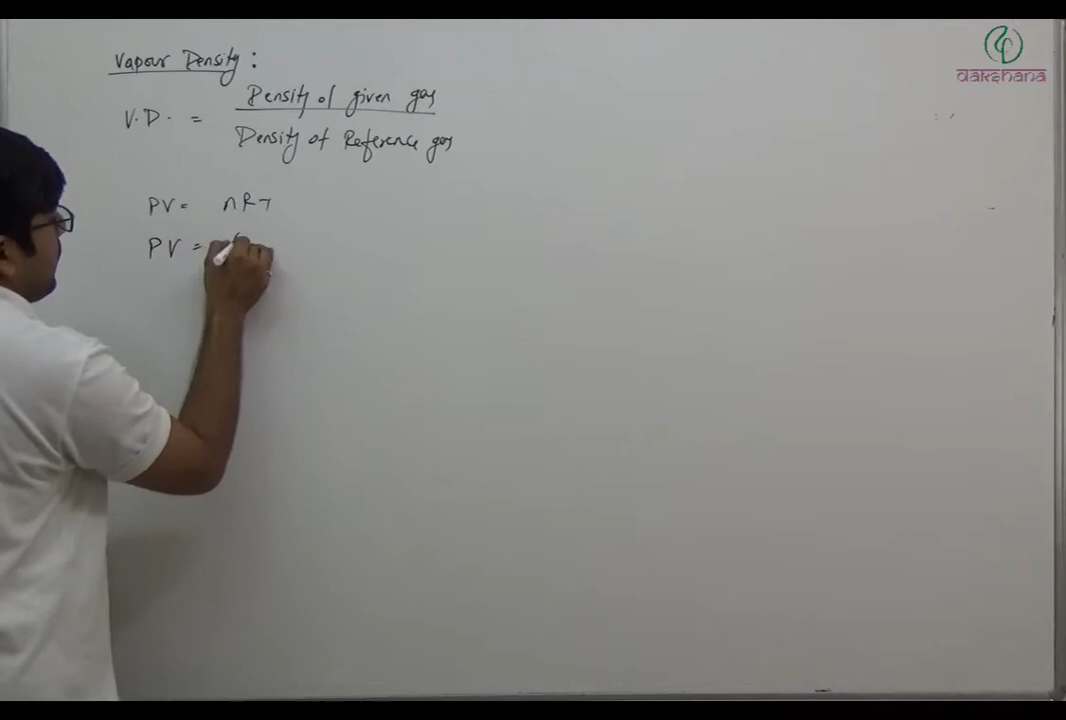 Vapour Density :
V.D. = Density of given gas
Density of Reference gas
PV = nRT
PV =
dakshana